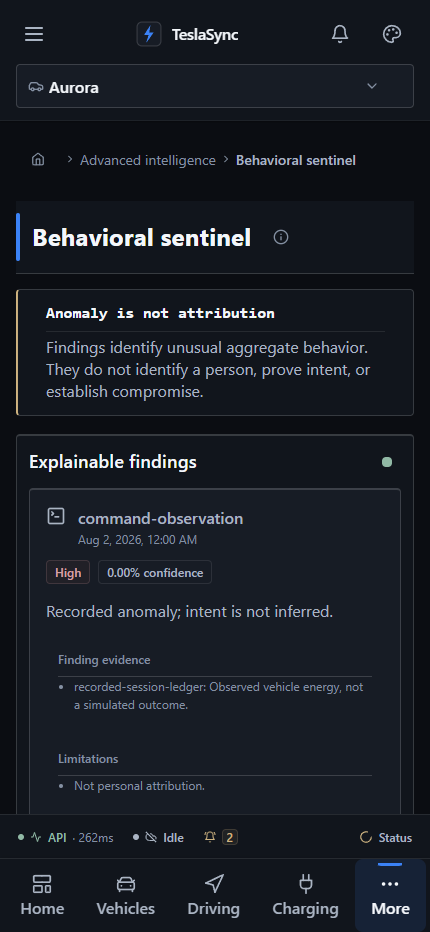 TeslaSync
Aurora
Advanced intelligence
Behavioral sentinel
Behavioral sentinel
Anomaly is not attribution
Findings identify unusual aggregate behavior.
They do not identify a person, prove intent, or
establish compromise.
Explainable findings
command-observation
Aug 2, 2026, 12:00 AM
High
0.00% confidence
Recorded anomaly; intent is not inferred.
Finding evidence
• recorded-session-ledger: Observed vehicle energy, not
a simulated outcome.
Limitations
• Not personal attribution.
API · 262ms
Idle
2
Status
Home
Vehicles
Driving
Charging
More